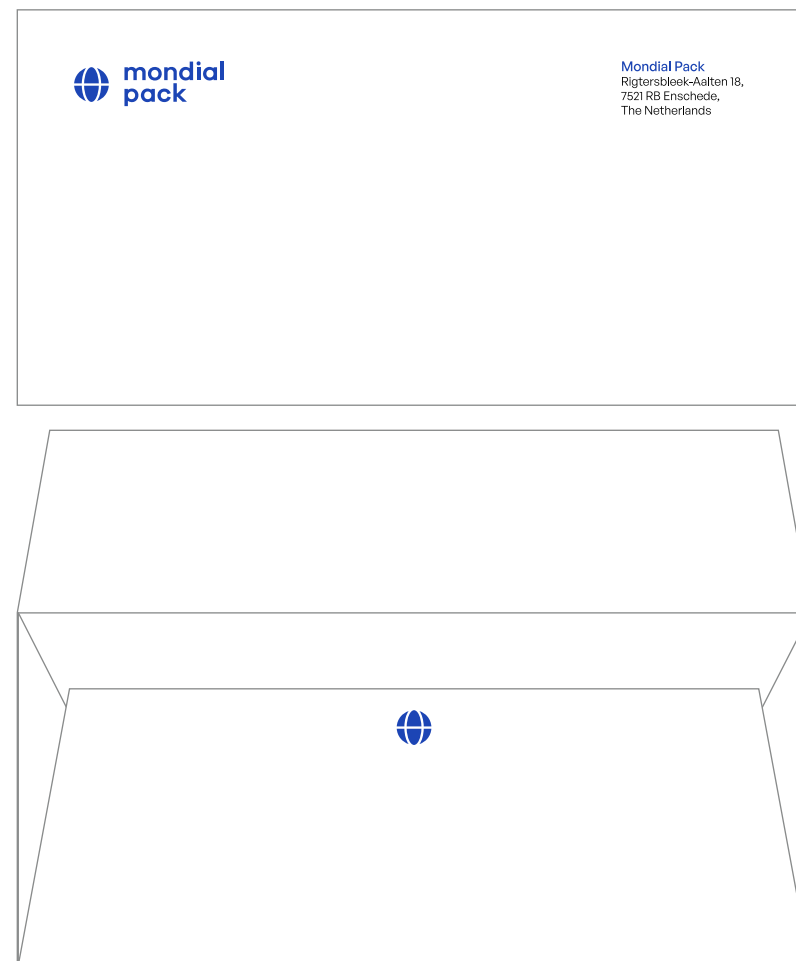 mondial
pack
Mondial Pack
Rigtersbleek-Aalten 18,
7521 RB Enschede,
The Netherlands